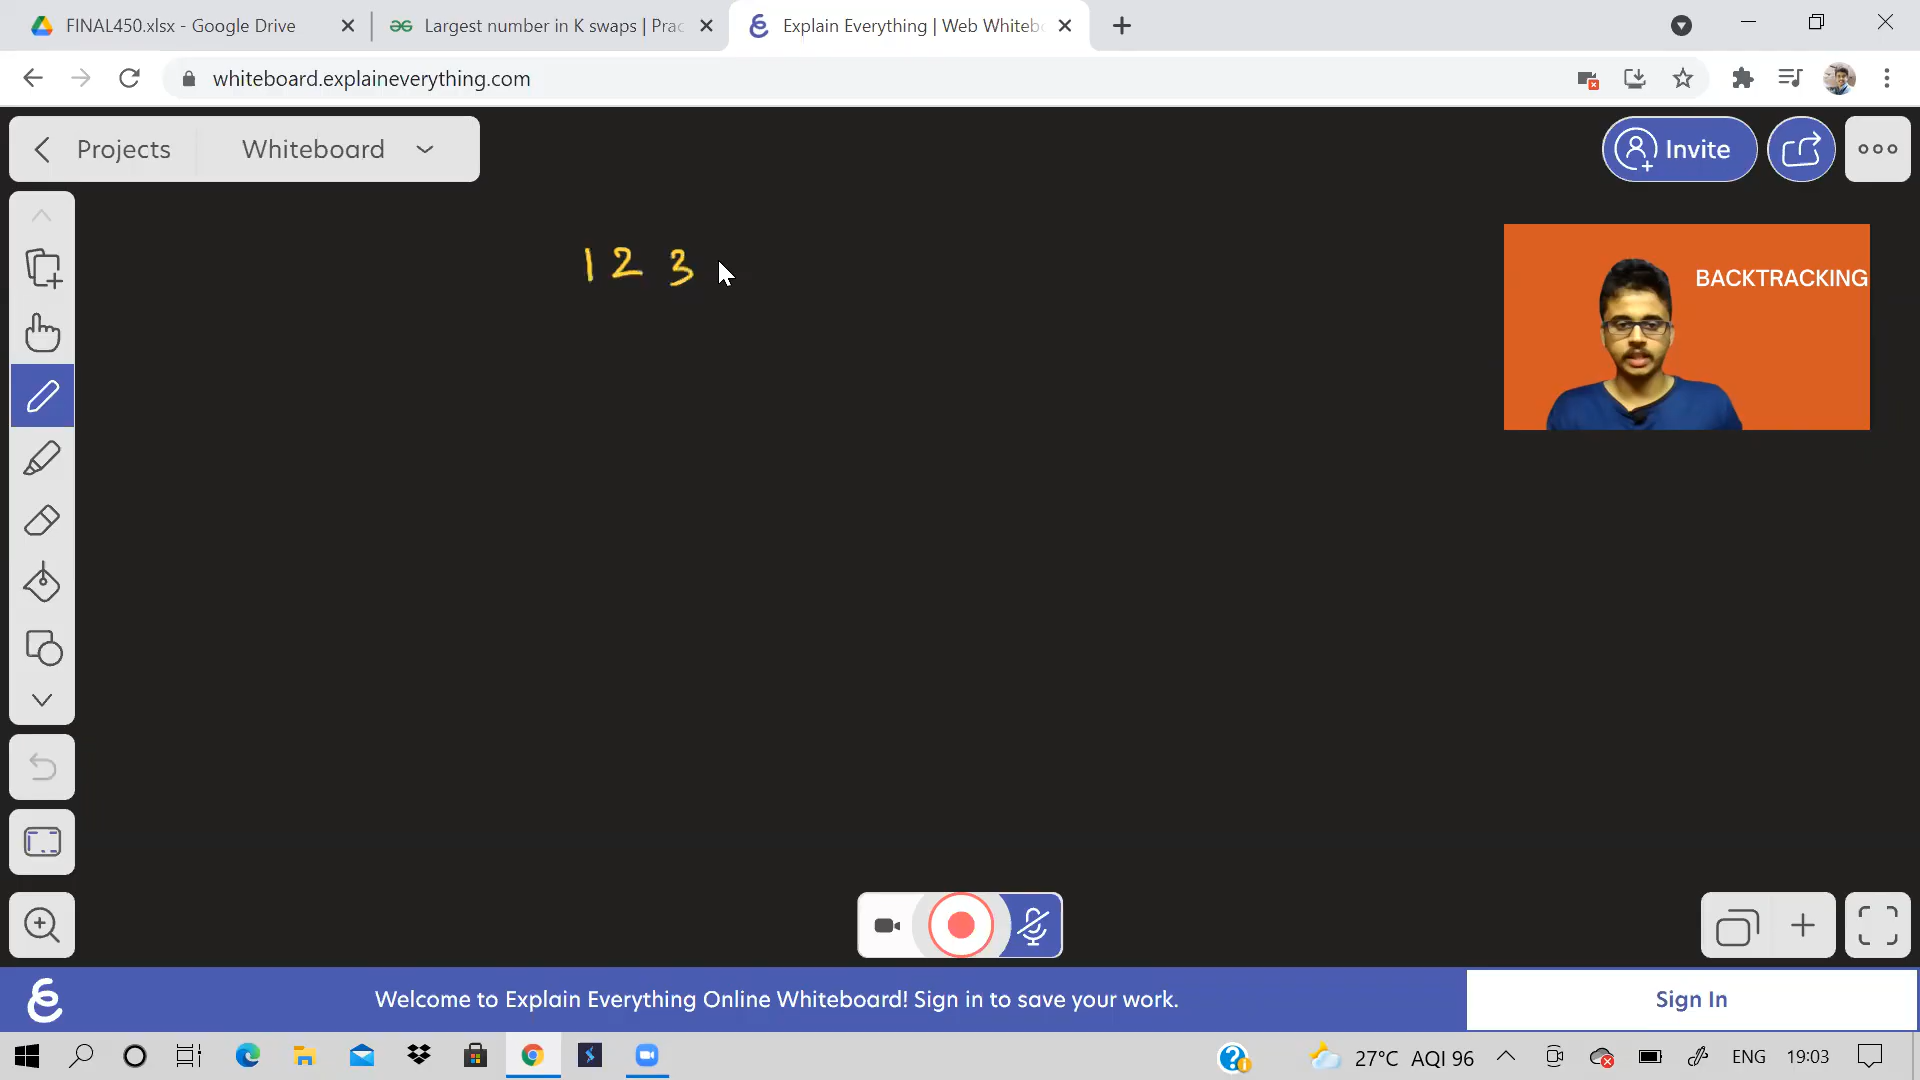 FINAL450.xlsx - Google Drive
Largest number in K swaps | Prac
Explain Everything | Web Whitebo
whiteboard.explaineverything.com
Projects
Whiteboard
Invite
1 2 3
BACKTRACKING
Welcome to Explain Everything Online Whiteboard! Sign in to save your work.
Sign In
27°C AQI 96
ENG
19:03